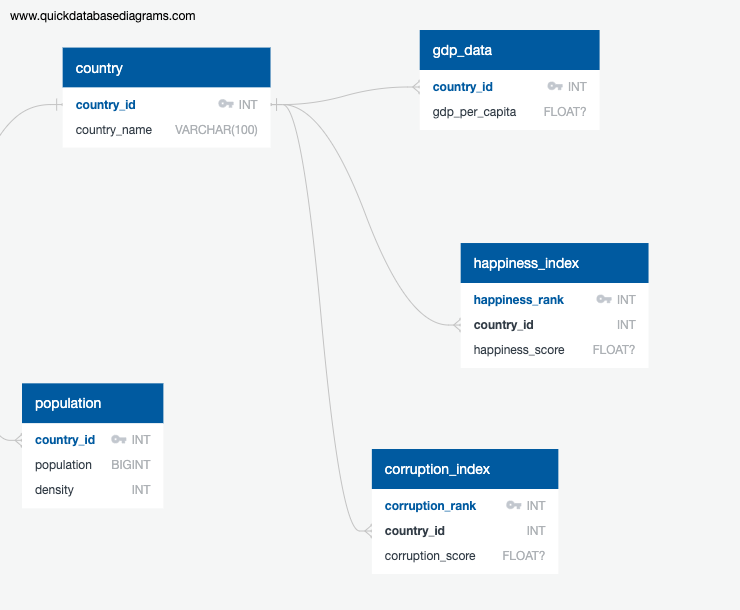 www.quickdatabasediagrams.com
country
country_id INT
country_name VARCHAR(100)
gdp_data
country_id INT
gdp_per_capita FLOAT?
happiness_index
happiness_rank INT
country_id INT
happiness_score FLOAT?
population
country_id INT
population BIGINT
density INT
corruption_index
corruption_rank INT
country_id INT
corruption_score FLOAT?